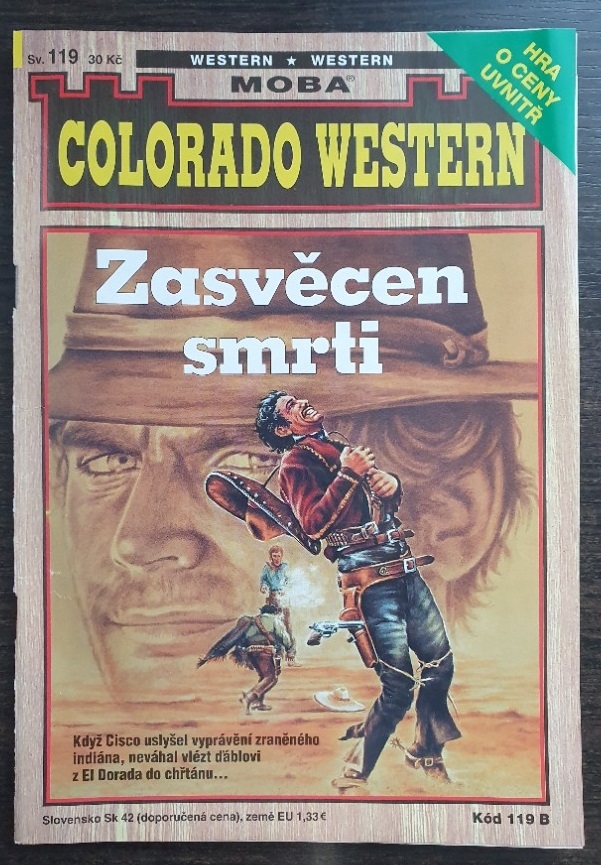 Sv. 119 30 Kč
WESTERN ★ WESTERN
MOBA®
HRA
O CENY
UVNITŘ
COLORADO WESTERN
Zasvěcen
smrti
Když Cisco uslyšel vyprávění zraněného
indiána, neváhal vlézt ďáblovi
z El Dorada do chřtánu...
Slovensko Sk 42 (doporučená cena), země EU 1,33 €
Kód 119 B